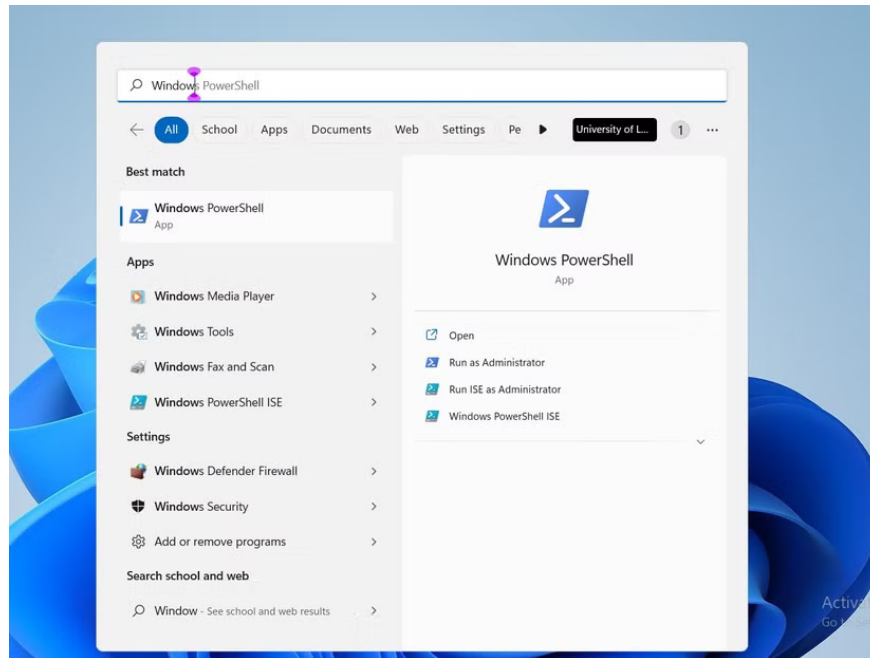 Windows PowerShell
All School Apps Documents Web Settings Pe University of L... 1 ...
Best match
Windows PowerShell
App
Apps
Windows Media Player
Windows Tools
Windows Fax and Scan
Windows PowerShell ISE
Settings
Windows Defender Firewall
Windows Security
Add or remove programs
Search school and web
Window - See school and web results
Windows PowerShell
App
Open
Run as Administrator
Run ISE as Administrator
Windows PowerShell ISE
Go